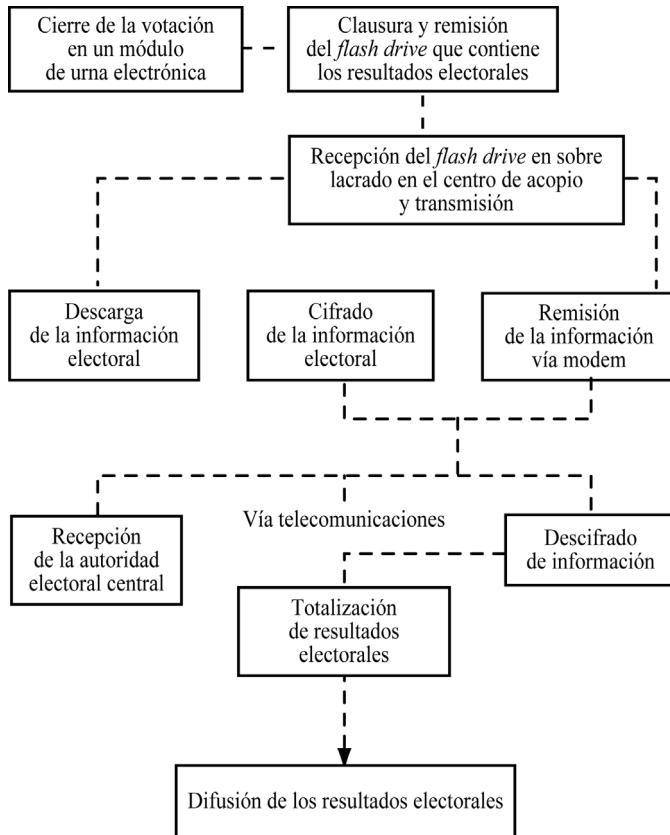 Cierre de la votación
en un módulo
de urna electrónica
Clausura y remisión
del flash drive que contiene
los resultados electorales
Recepción del flash drive en sobre
lacrado en el centro de acopio
y transmisión
Descarga
de la información
electoral
Cifrado
de la información
electoral
Remisión
de la información
vía modem
Recepción
de la autoridad
electoral central
Vía telecomunicaciones
Descifrado
de información
Totalización
de resultados
electorales
Difusión de los resultados electorales